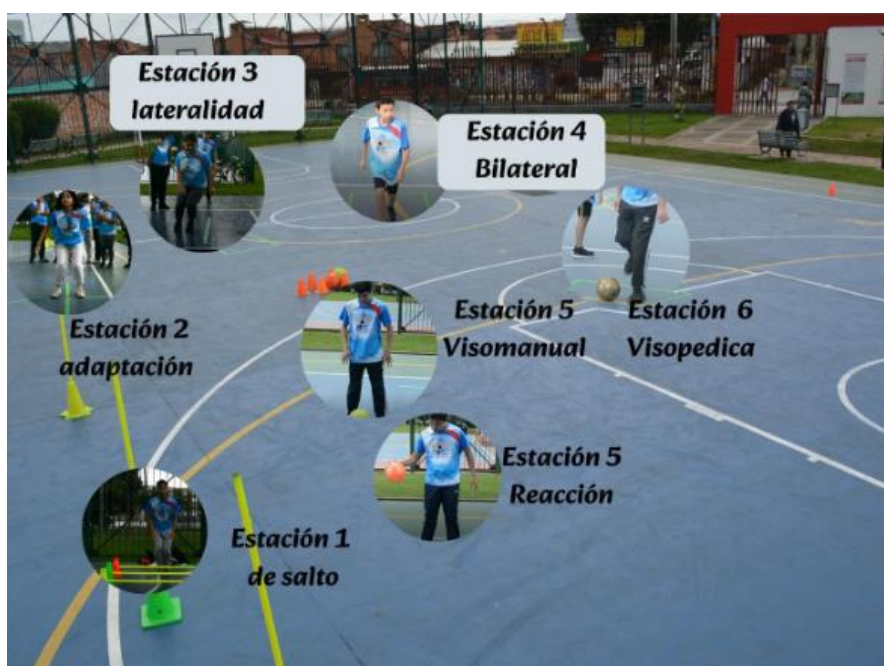 Estación 3
lateralidad
Estación 4
Bilateral
Estación 2
adaptación
Estación 5
Visomanual
Estación 6
Visopedica
Estación 5
Reacción
Estación 1
de salto